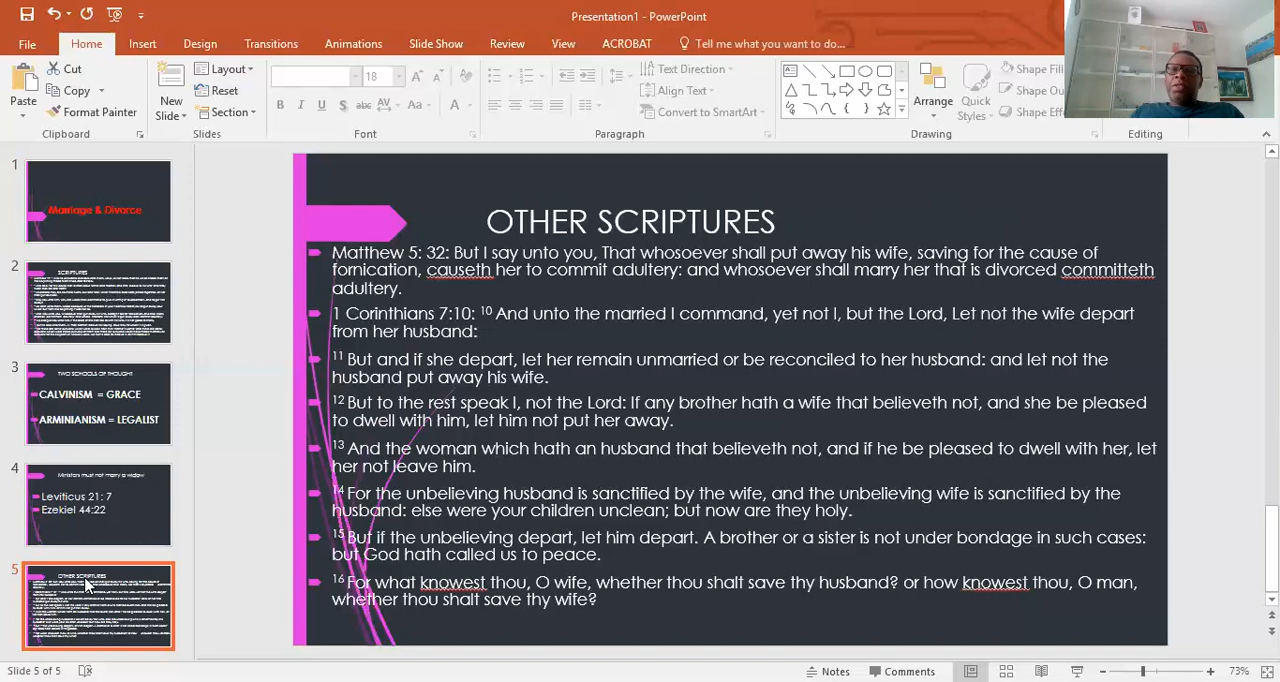 Presentation1 - PowerPoint
File Home Insert Design Transitions Animations Slide Show Review View ACROBAT Tell me what you want to do...
Paste
Cut
Copy
Format Painter
Clipboard
New
Slide
Layout
Reset
Section
Slides
18
B I U S abc AV Aa A
Font
Text Direction
Align Text
Convert to SmartArt
Paragraph
Arrange
Quick
Styles
Shape Fill
Shape Ou
Shape Eff
Drawing
Editing
1
Marriage & Divorce
2
SCRIPTURES
3
TWO SCHOOLS OF THOUGHT
CALVINISM = GRACE
ARMINIANISM = LEGALIST
4
Ministers must not marry a widow
Leviticus 21: 7
Ezekiel 44:22
5
OTHER SCRIPTURES
OTHER SCRIPTURES
Matthew 5: 32: But I say unto you, That whosoever shall put away his wife, saving for the cause of
fornication, causeth her to commit adultery: and whosoever shall marry her that is divorced committeth
adultery.
1 Corinthians 7:10: 10 And unto the married I command, yet not I, but the Lord, Let not the wife depart
from her husband:
11 But and if she depart, let her remain unmarried or be reconciled to her husband: and let not the
husband put away his wife.
12 But to the rest speak I, not the Lord: If any brother hath a wife that believeth not, and she be pleased
to dwell with him, let him not put her away.
13 And the woman which hath an husband that believeth not, and if he be pleased to dwell with her, let
her not leave him.
14 For the unbelieving husband is sanctified by the wife, and the unbelieving wife is sanctified by the
husband: else were your children unclean; but now are they holy.
15 But if the unbelieving depart, let him depart. A brother or a sister is not under bondage in such cases:
but God hath called us to peace.
16 For what knowest thou, O wife, whether thou shalt save thy husband? or how knowest thou, O man,
whether thou shalt save thy wife?
Slide 5 of 5
Notes Comments 73%